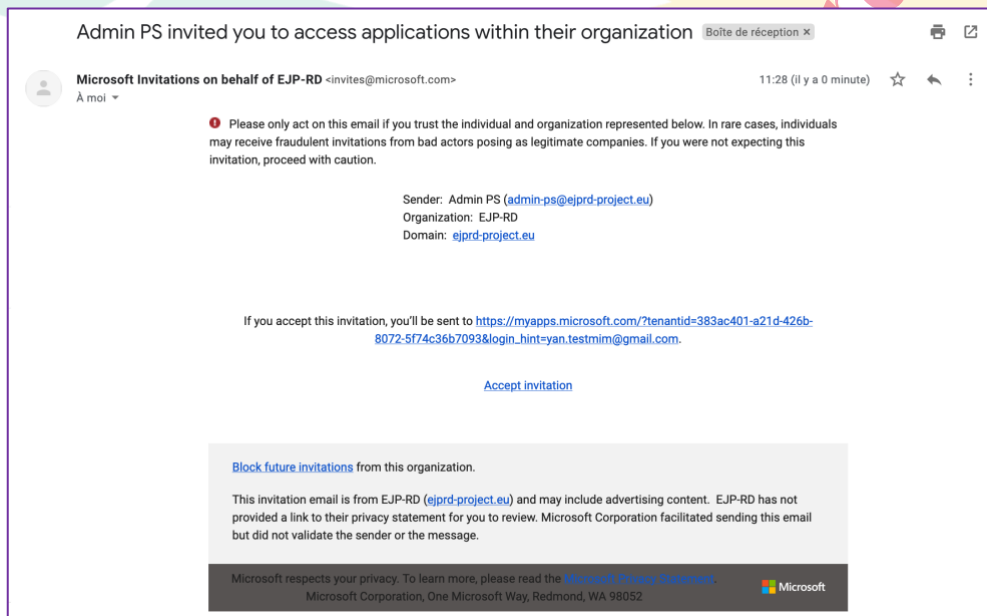 Admin PS invited you to access applications within their organization Boîte de réception ×
Microsoft Invitations on behalf of EJP-RD <invites@microsoft.com> 11:28 (il y a 0 minute)
À moi
Please only act on this email if you trust the individual and organization represented below. In rare cases, individuals
may receive fraudulent invitations from bad actors posing as legitimate companies. If you were not expecting this
invitation, proceed with caution.
Sender: Admin PS (admin-ps@ejprd-project.eu)
Organization: EJP-RD
Domain: ejprd-project.eu
If you accept this invitation, you'll be sent to https://myapps.microsoft.com/?tenantid=383ac401-a21d-426b-
8072-5f74c36b7093&login_hint=yan.testmim@gmail.com.
Accept invitation
Block future invitations from this organization.
This invitation email is from EJP-RD (ejprd-project.eu) and may include advertising content. EJP-RD has not
provided a link to their privacy statement for you to review. Microsoft Corporation facilitated sending this email
but did not validate the sender or the message.
Microsoft respects your privacy. To learn more, please read the Microsoft Privacy Statement.
Microsoft Corporation, One Microsoft Way, Redmond, WA 98052
Microsoft